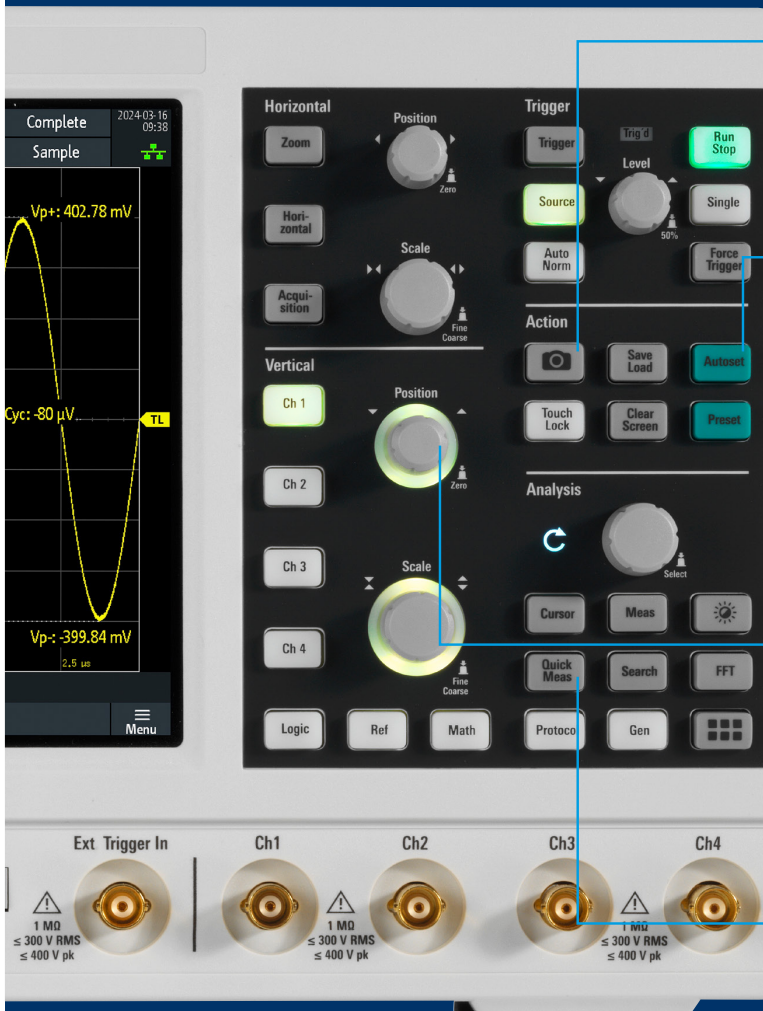 Complete
2024-03-16
09:38
Sample
Vp+: 402.78 mV
Cyc: -80 µV
TL
Vp-: -399.84 mV
2.5 µs
Menu
Horizontal
Position
Zoom
Zero
Hori-
zontal
Scale
Acqui-
sition
Fine
Coarse
Trigger
Trigger
Trig'd
Run
Stop
Level
Source
Single
50%
Auto
Norm
Force
Trigger
Action
Save
Load
Autoset
Touch
Lock
Clear
Screen
Preset
Vertical
Ch 1
Position
Zero
Ch 2
Ch 3
Scale
Ch 4
Fine
Coarse
Logic
Ref
Math
Analysis
Select
Cursor
Meas
Quick
Meas
Search
FFT
Protoco
Gen
Ext Trigger In
Ch1
Ch2
Ch3
Ch4
1 MΩ
≤ 300 V RMS
≤ 400 V pk
1 MΩ
≤ 300 V RMS
≤ 400 V pk
1 MΩ
≤ 300 V RMS
≤ 400 V pk